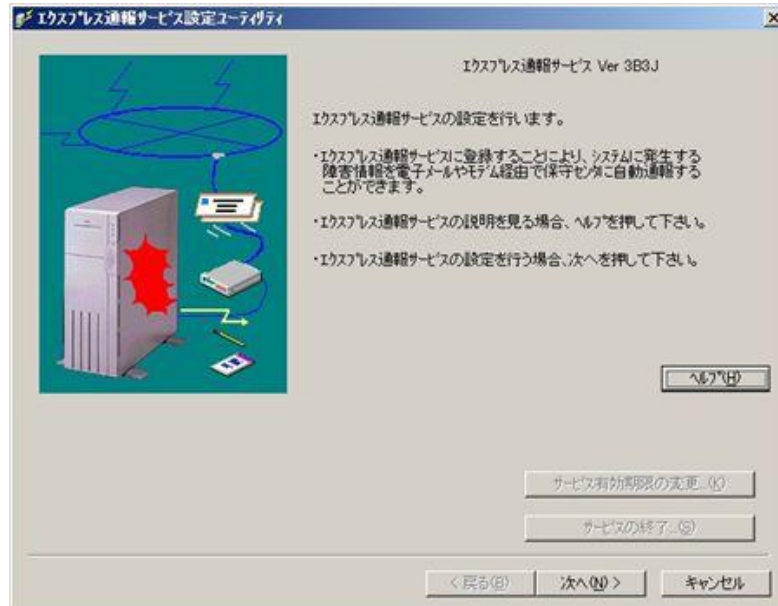 ｴｸｽﾌﾟﾚｽ通報ｻｰﾋﾞｽ設定ﾕｰﾃｨﾘﾃｨ
ｴｸｽﾌﾟﾚｽ通報ｻｰﾋﾞｽ Ver 3B3J
ｴｸｽﾌﾟﾚｽ通報ｻｰﾋﾞｽの設定を行います。
・ｴｸｽﾌﾟﾚｽ通報ｻｰﾋﾞｽに登録することにより、ｼｽﾃﾑに発生する
障害情報を電子ﾒｰﾙやﾓﾃﾞﾑ経由で保守ｾﾝﾀに自動通報する
ことができます。
・ｴｸｽﾌﾟﾚｽ通報ｻｰﾋﾞｽの説明を見る場合、ﾍﾙﾌﾟを押して下さい。
・ｴｸｽﾌﾟﾚｽ通報ｻｰﾋﾞｽの設定を行う場合、次へを押して下さい。
ﾍﾙﾌﾟ(H)
ｻｰﾋﾞｽ有効期限の変更...(K)
ｻｰﾋﾞｽの終了...(S)
< 戻る(B)
次へ(N) >
キャンセル